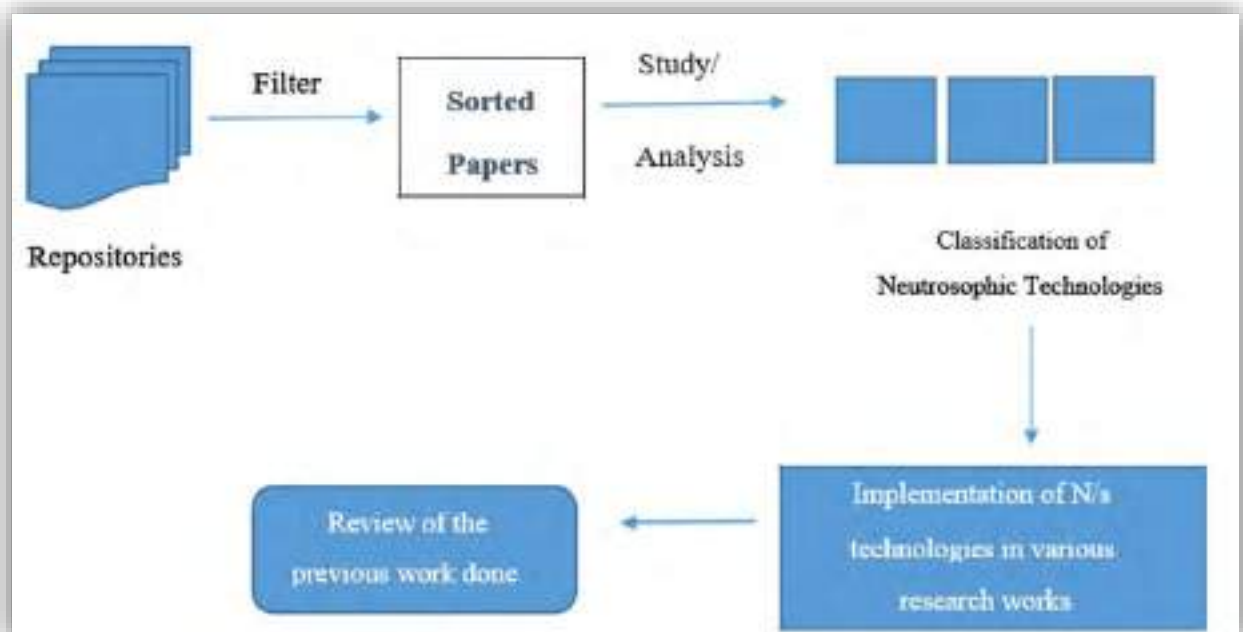 Repositories
Filter
Sorted
Papers
Study/
Analysis
Classification of
Neutrosophic Technologies
Implementation of N/s
technologies in various
research works
Review of the
previous work done